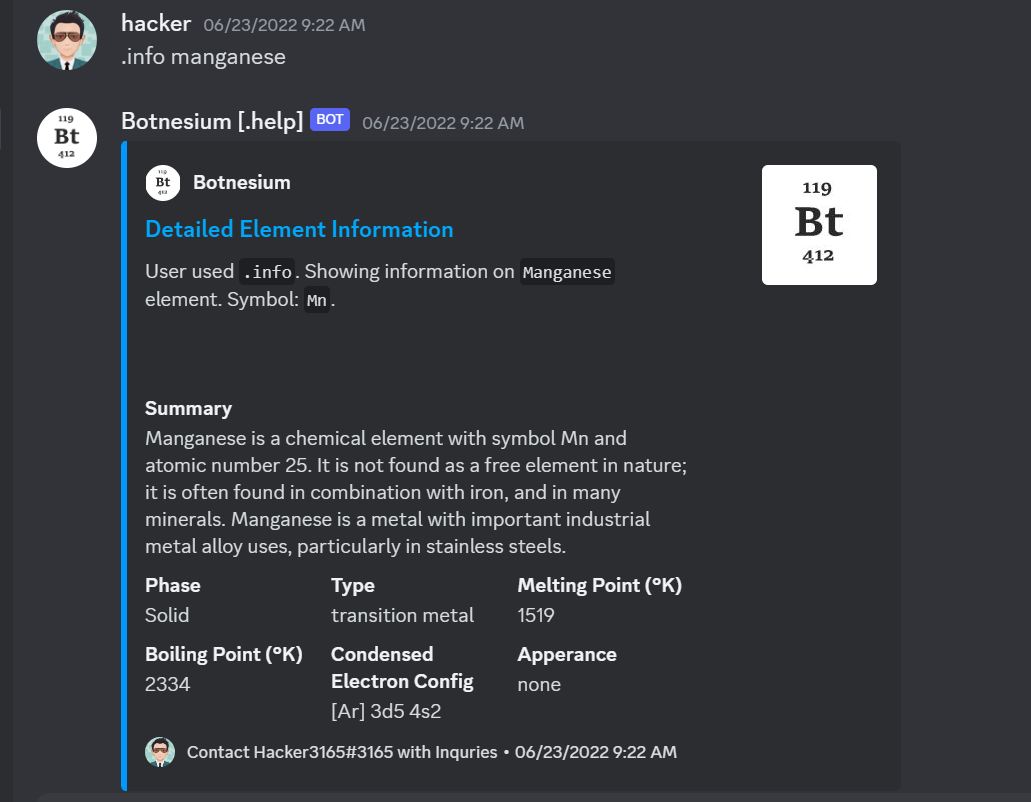 hacker 06/23/2022 9:22 AM
.info manganese
119
Bt
412
Botnesium [.help] BOT 06/23/2022 9:22 AM
119
Bt
412
Botnesium
119
Bt
412
Detailed Element Information
User used .info. Showing information on Manganese
element. Symbol: Mn.
Summary
Manganese is a chemical element with symbol Mn and
atomic number 25. It is not found as a free element in nature;
it is often found in combination with iron, and in many
minerals. Manganese is a metal with important industrial
metal alloy uses, particularly in stainless steels.
Phase
Solid
Type
transition metal
Melting Point (°K)
1519
Boiling Point (°K)
2334
Condensed
Electron Config
[Ar] 3d5 4s2
Apperance
none
Contact Hacker3165#3165 with Inquries • 06/23/2022 9:22 AM